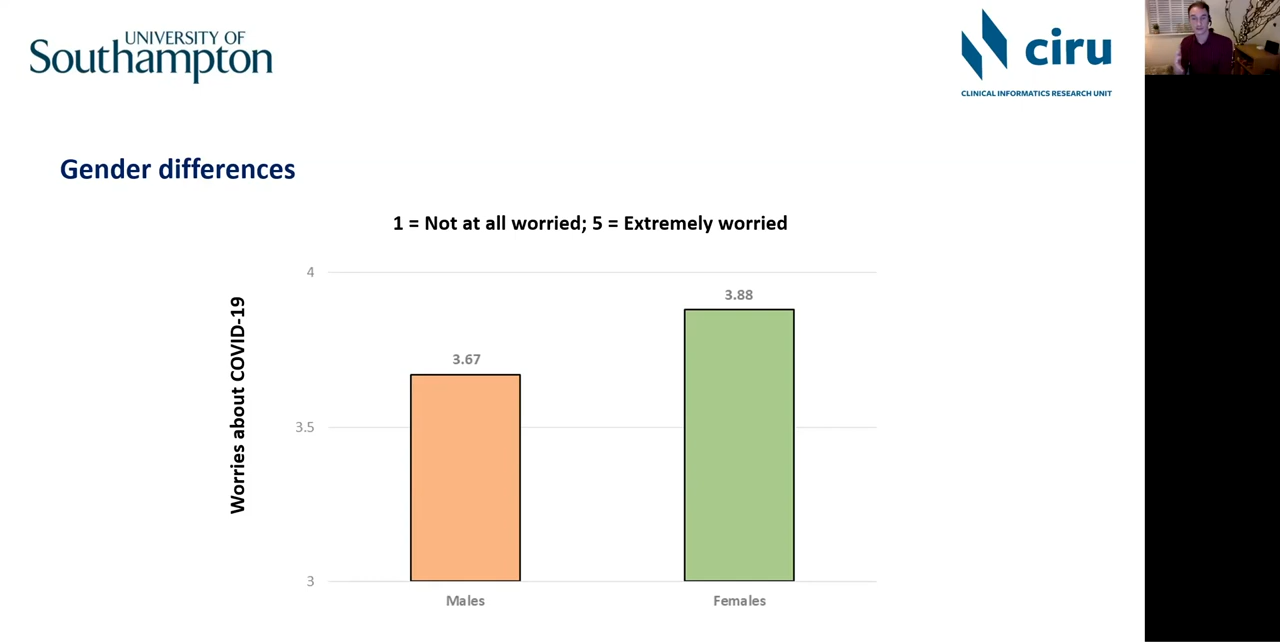 UNIVERSITY OF
Southampton
ciru
CLINICAL INFORMATICS RESEARCH UNIT
Gender differences
1 = Not at all worried; 5 = Extremely worried
Worries about COVID-19
4
3.5
3
3.67
3.88
Males
Females